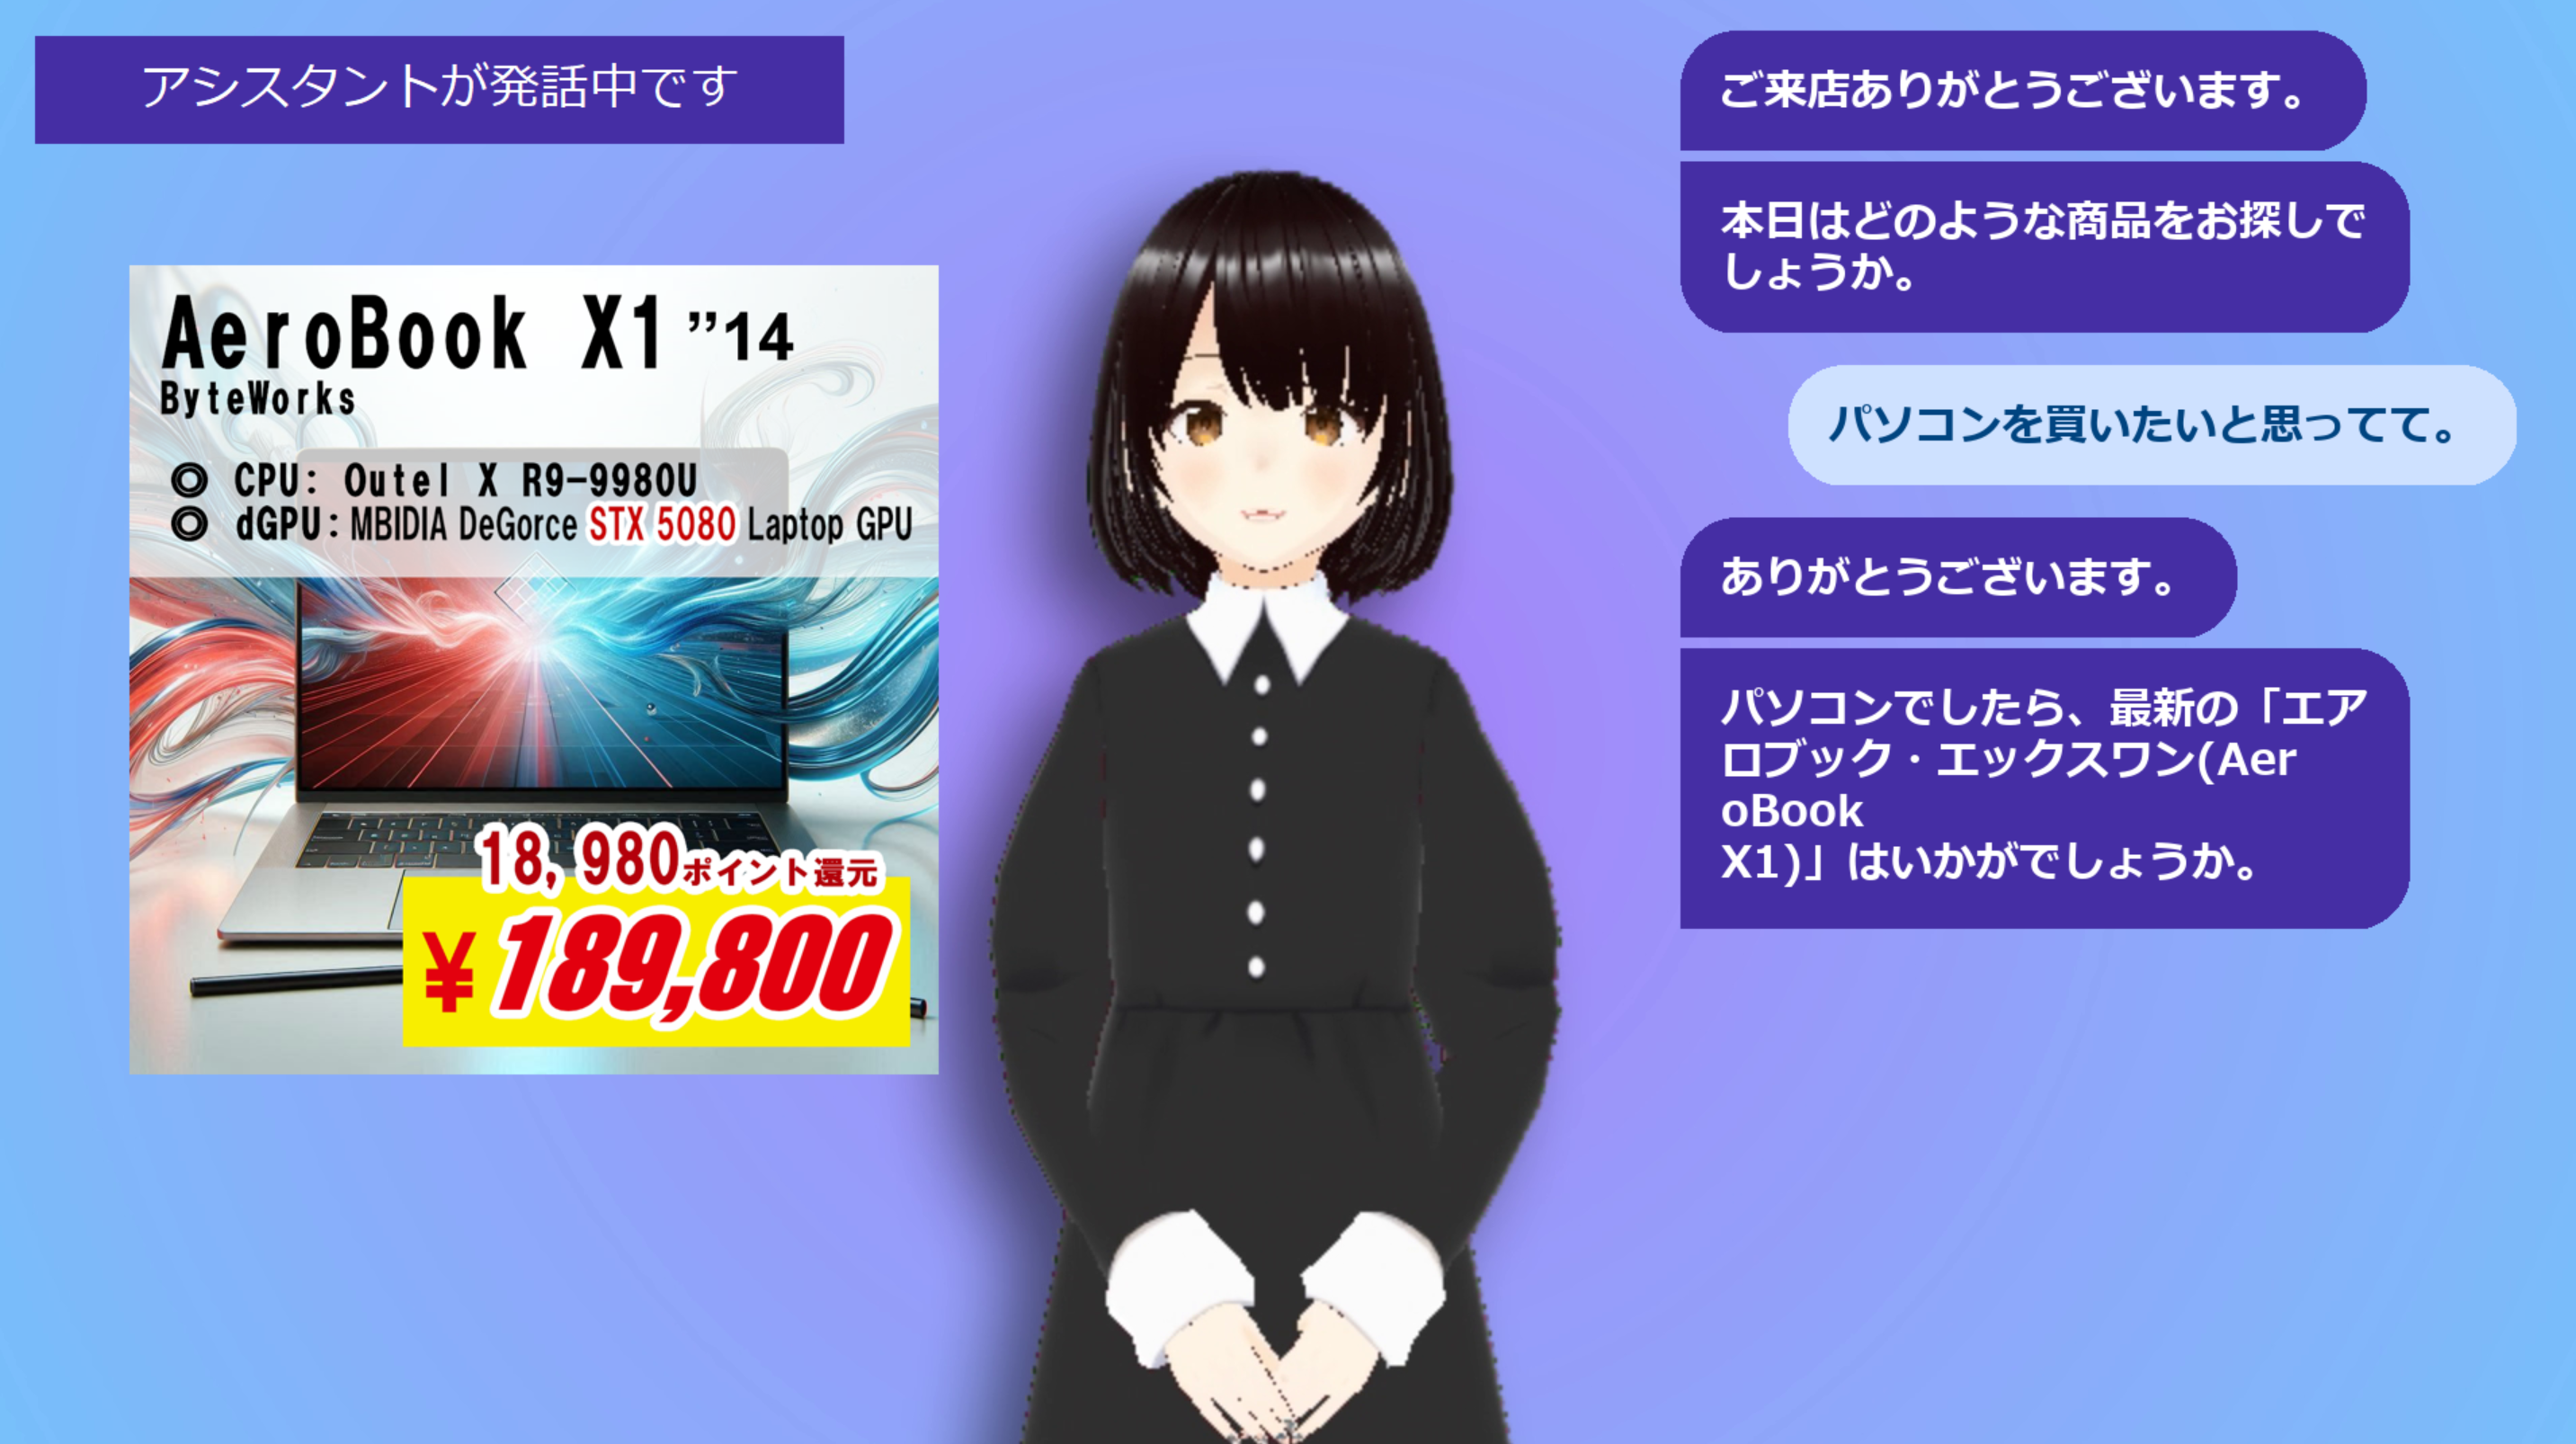 アシスタントが発話中です
AeroBook X1 ”14
ByteWorks
◎ CPU: Outel X R9-9980U
◎ dGPU: MBIDIA DeGorce STX 5080 Laptop GPU
18,980ポイント還元
¥189,800
ご来店ありがとうございます。
本日はどのような商品をお探しで
しょうか。
パソコンを買いたいと思ってて。
ありがとうございます。
パソコンでしたら、最新の「エア
ロブック・エックスワン(Aer
oBook
X1)」はいかがでしょうか。